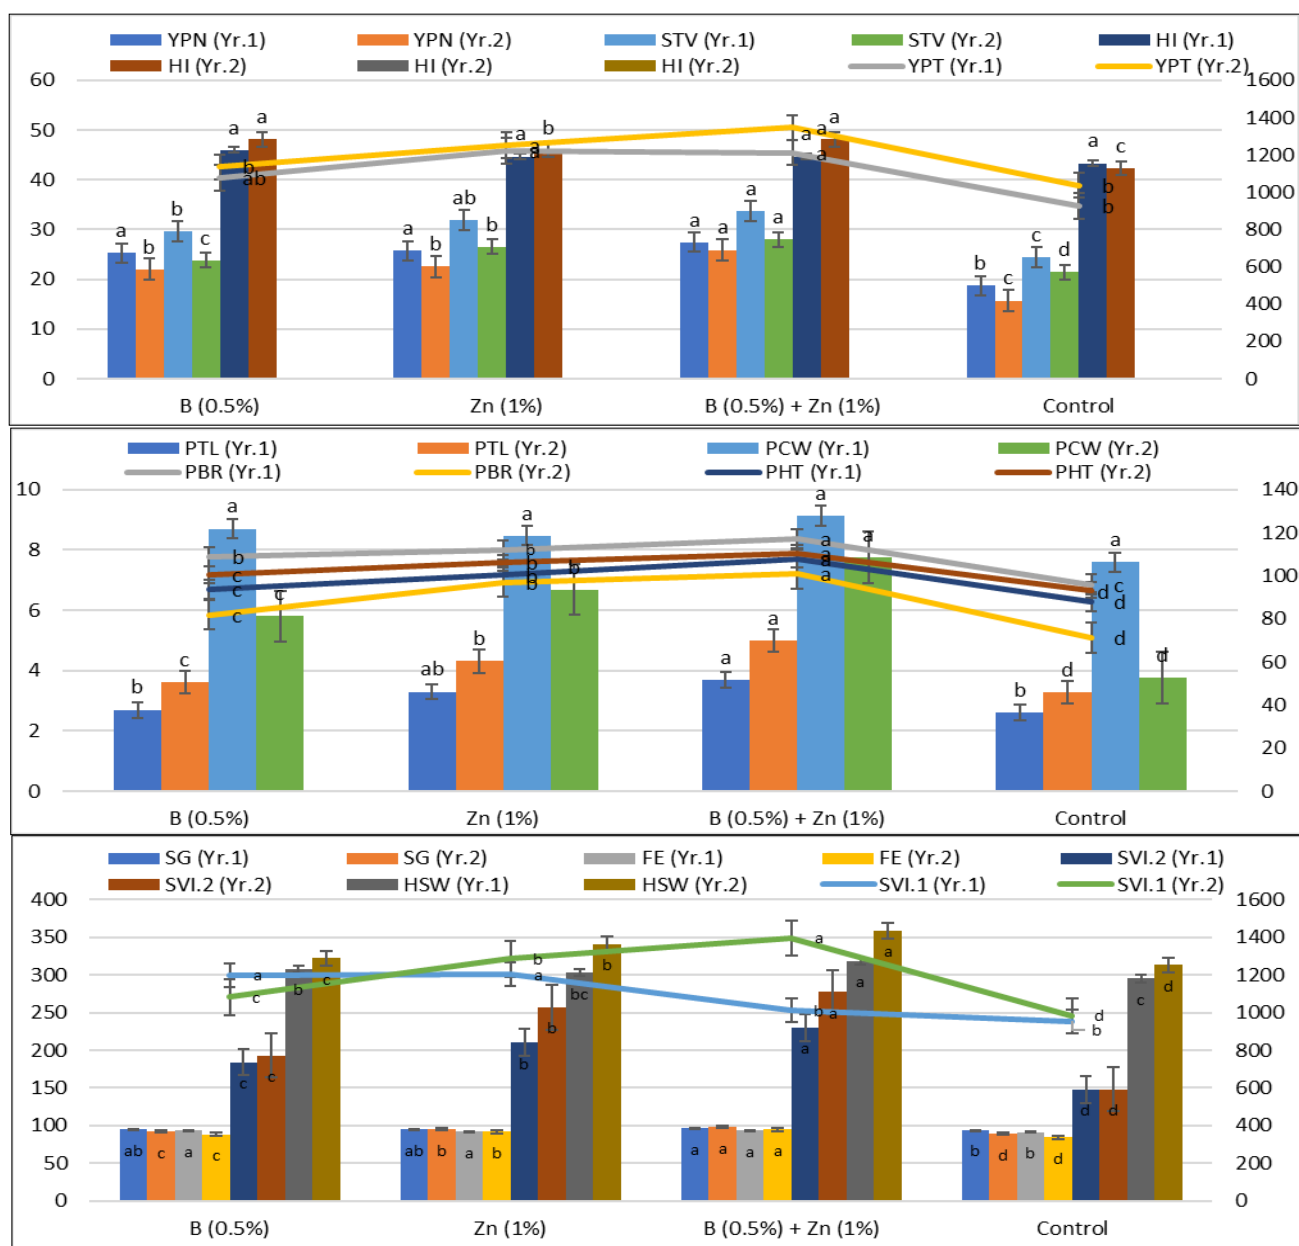 YPN (Yr.1) YPN (Yr.2) STV (Yr.1) STV (Yr.2) HI (Yr.1)
HI (Yr.2) HI (Yr.2) HI (Yr.2) YPT (Yr.1) YPT (Yr.2)
60 1600
50 1400
40 1200
30 1000
20 800
10 600
0 400
200
0
a b b c a a b ab
a b ab b a b a a
a a a a a a a a
b c c d a c b b
B (0.5%) Zn (1%) B (0.5%) + Zn (1%) Control
PTL (Yr.1) PTL (Yr.2) PCW (Yr.1) PCW (Yr.2)
PBR (Yr.1) PBR (Yr.2) PHT (Yr.1) PHT (Yr.2)
10 140
8 120
6 100
4 80
2 60
0 40
20
0
b c a c b c c c
ab b a b b b b b
a a a a a a a a
b d a d d c d d
B (0.5%) Zn (1%) B (0.5%) + Zn (1%) Control
SG (Yr.1) SG (Yr.2) FE (Yr.1) FE (Yr.2) SVI.2 (Yr.1)
SVI.2 (Yr.2) HSW (Yr.1) HSW (Yr.2) SVI.1 (Yr.1) SVI.1 (Yr.2)
400 1600
350 1400
300 1200
250 1000
200 800
150 600
100 400
50 200
0 0
ab c a c c c b c a c
ab b a b b b bc b a b
a a a a a a a a b a
b d b d d d c d b d
B (0.5%) Zn (1%) B (0.5%) + Zn (1%) Control